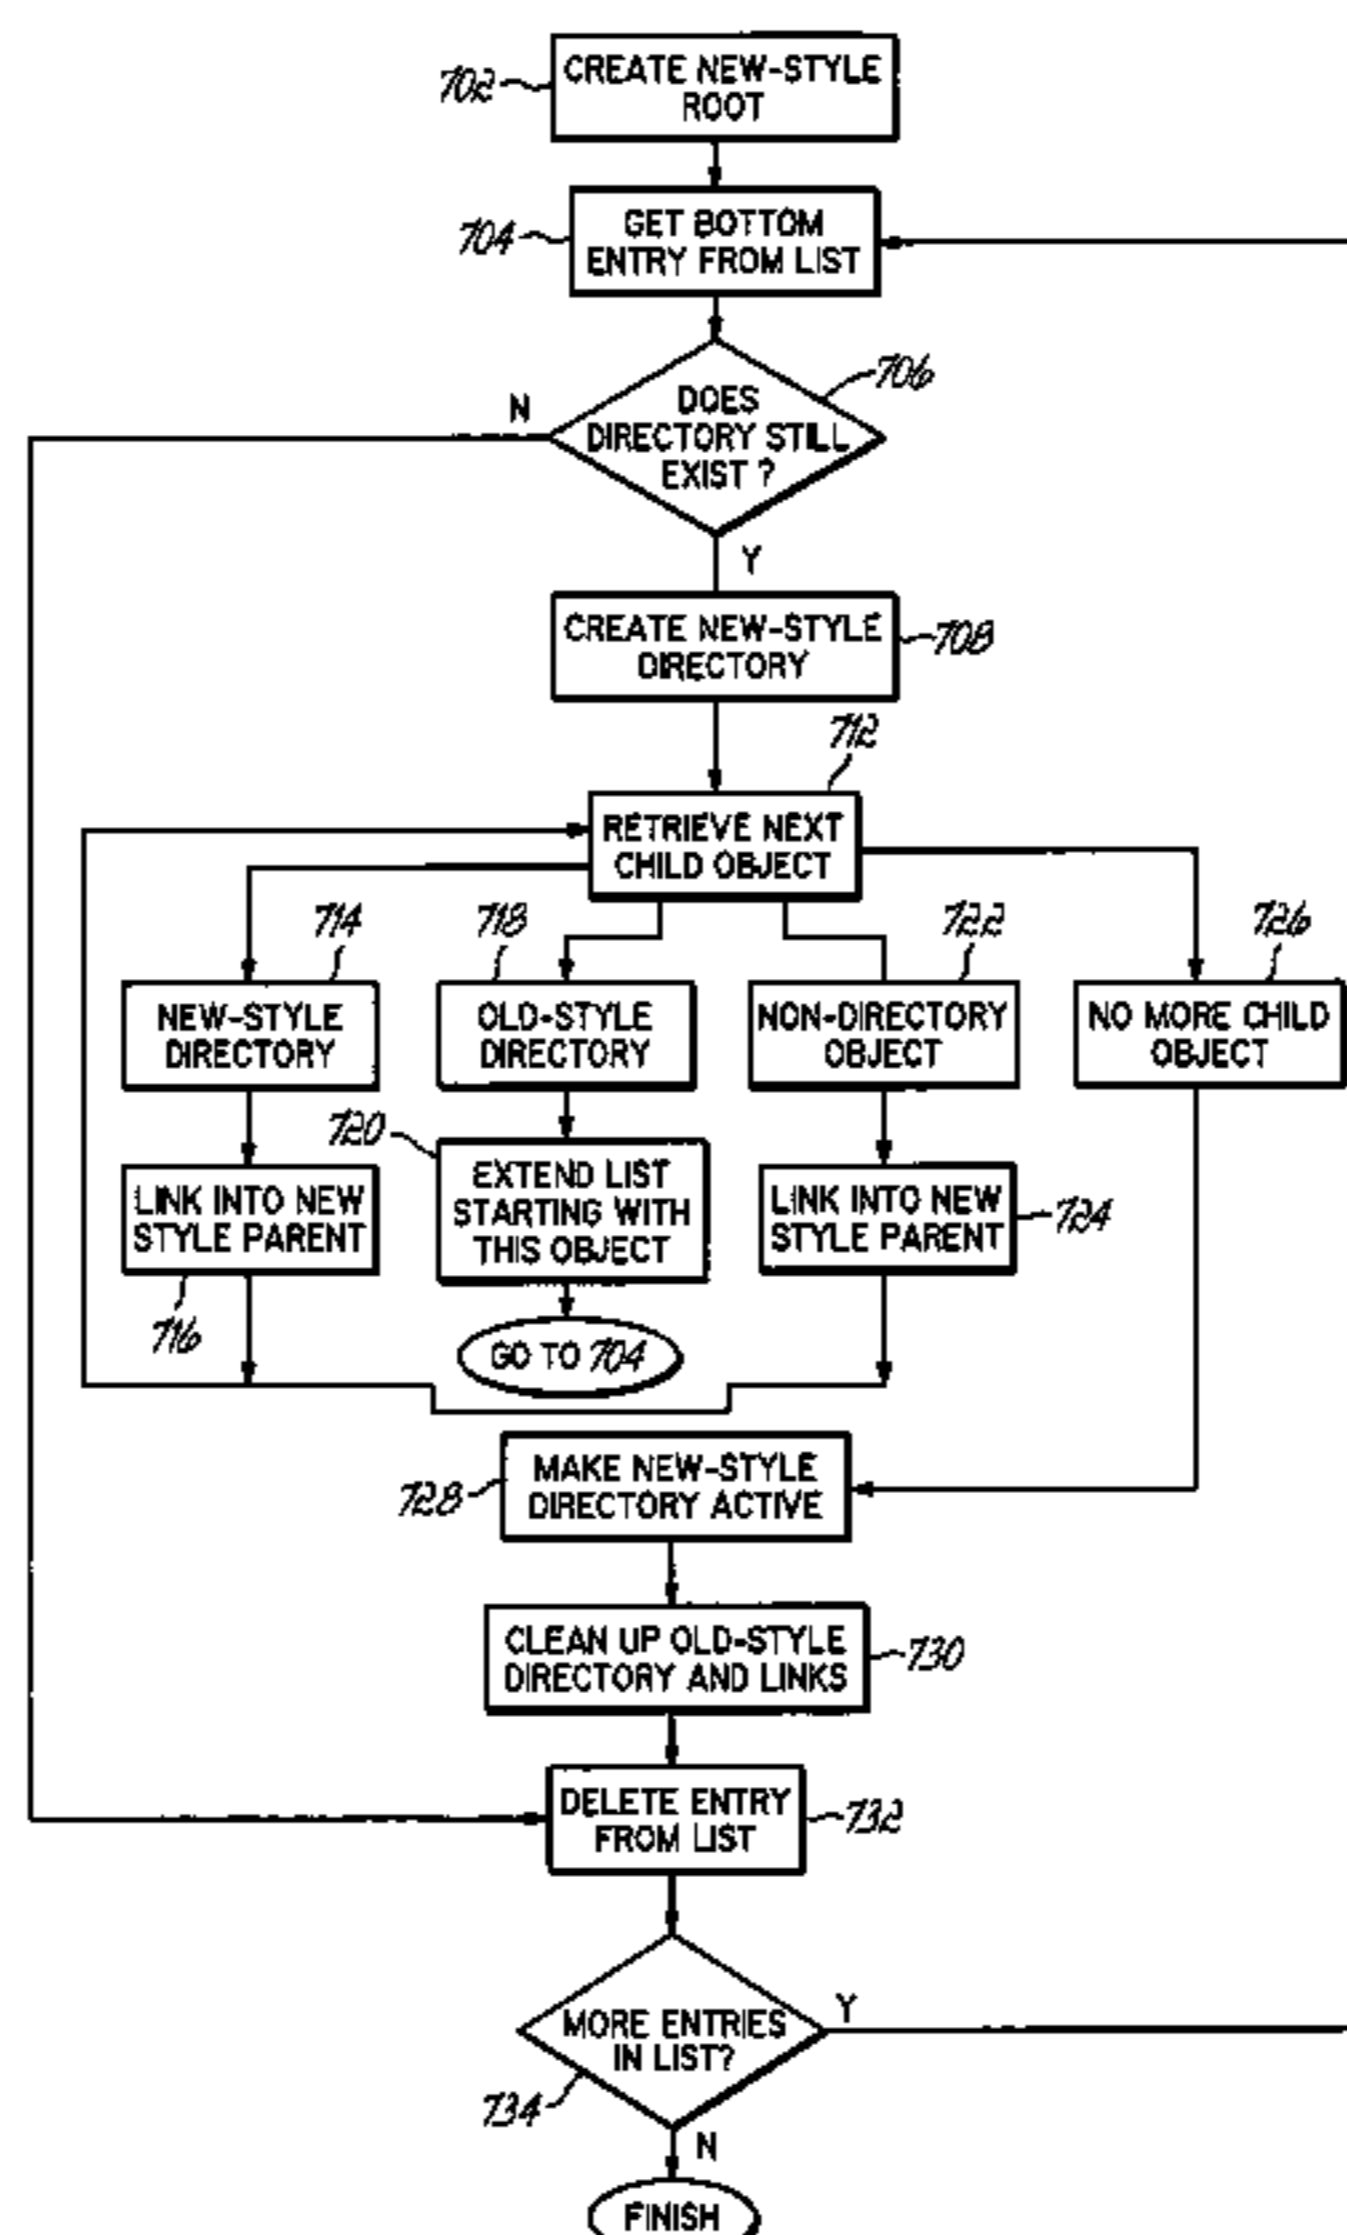 CREATE NEW-STYLE
ROOT
702
GET BOTTOM
ENTRY FROM LIST
704
DOES
DIRECTORY STILL
EXIST ?
706
N
Y
CREATE NEW-STYLE
DIRECTORY
708
712
RETRIEVE NEXT
CHILD OBJECT
714
718
722
726
NEW-STYLE
DIRECTORY
OLD-STYLE
DIRECTORY
NON-DIRECTORY
OBJECT
NO MORE CHILD
OBJECT
720
LINK INTO NEW
STYLE PARENT
716
EXTEND LIST
STARTING WITH
THIS OBJECT
LINK INTO NEW
STYLE PARENT
724
GO TO 704
MAKE NEW-STYLE
DIRECTORY ACTIVE
728
CLEAN UP OLD-STYLE
DIRECTORY AND LINKS
730
DELETE ENTRY
FROM LIST
732
MORE ENTRIES
IN LIST?
Y
734
N
FINISH